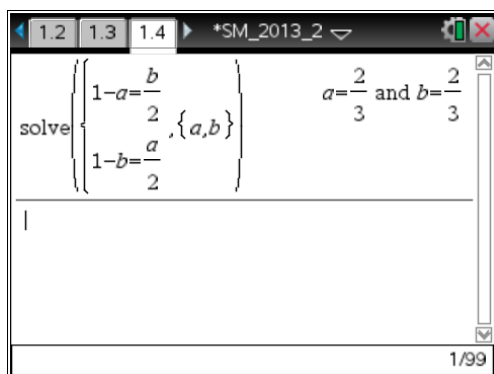 1.2 1.3 1.4 *SM_2013_2
solve({1-a=b/2, 1-b=a/2,{a,b}) a=2/3 and b=2/3
1/99